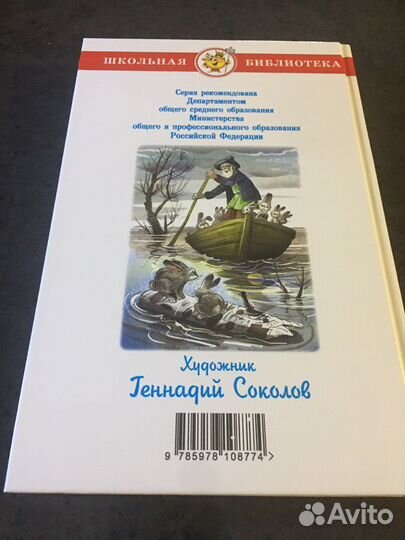 ШКОЛЬНАЯ БИБЛИОТЕКА
Серия рекомендована
Департаментом
общего среднего образования
Министерства
общего и профессионального образования
Российской Федерации
Художник
Геннадий Соколов
9 785978 108774 >
Avito